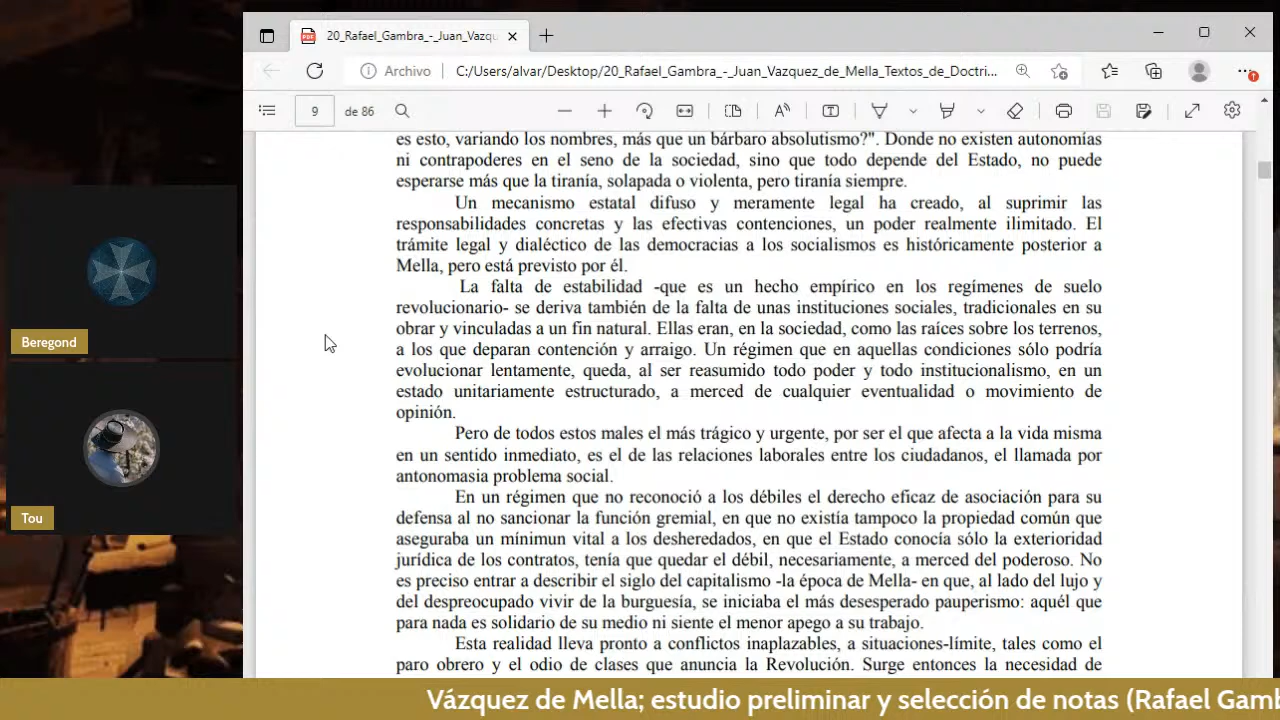 20_Rafael_Gambra_-_Juan_Vazqu
Archivo
C:/Users/alvar/Desktop/20_Rafael_Gambra_-_Juan_Vazquez_de_Mella_Textos_de_Doctri...
9 de 86
es esto, variando los nombres, más que un bárbaro absolutismo?". Donde no existen autonomías
ni contrapoderes en el seno de la sociedad, sino que todo depende del Estado, no puede
esperarse más que la tiranía, solapada o violenta, pero tiranía siempre.
Un mecanismo estatal difuso y meramente legal ha creado, al suprimir las
responsabilidades concretas y las efectivas contenciones, un poder realmente ilimitado. El
trámite legal y dialéctico de las democracias a los socialismos es históricamente posterior a
Mella, pero está previsto por él.
La falta de estabilidad -que es un hecho empírico en los regímenes de suelo
revolucionario- se deriva también de la falta de unas instituciones sociales, tradicionales en su
obrar y vinculadas a un fin natural. Ellas eran, en la sociedad, como las raíces sobre los terrenos,
a los que deparan contención y arraigo. Un régimen que en aquellas condiciones sólo podría
evolucionar lentamente, queda, al ser reasumido todo poder y todo institucionalismo, en un
estado unitariamente estructurado, a merced de cualquier eventualidad o movimiento de
opinión.
Pero de todos estos males el más trágico y urgente, por ser el que afecta a la vida misma
en un sentido inmediato, es el de las relaciones laborales entre los ciudadanos, el llamada por
antonomasia problema social.
En un régimen que no reconoció a los débiles el derecho eficaz de asociación para su
defensa al no sancionar la función gremial, en que no existía tampoco la propiedad común que
aseguraba un mínimun vital a los desheredados, en que el Estado conocía sólo la exterioridad
jurídica de los contratos, tenía que quedar el débil, necesariamente, a merced del poderoso. No
es preciso entrar a describir el siglo del capitalismo -la época de Mella- en que, al lado del lujo y
del despreocupado vivir de la burguesía, se iniciaba el más desesperado pauperismo: aquél que
para nada es solidario de su medio ni siente el menor apego a su trabajo.
Esta realidad lleva pronto a conflictos inaplazables, a situaciones-límite, tales como el
paro obrero y el odio de clases que anuncia la Revolución. Surge entonces la necesidad de
Beregond
Tou
Vázquez de Mella; estudio preliminar y selección de notas (Rafael Gamb